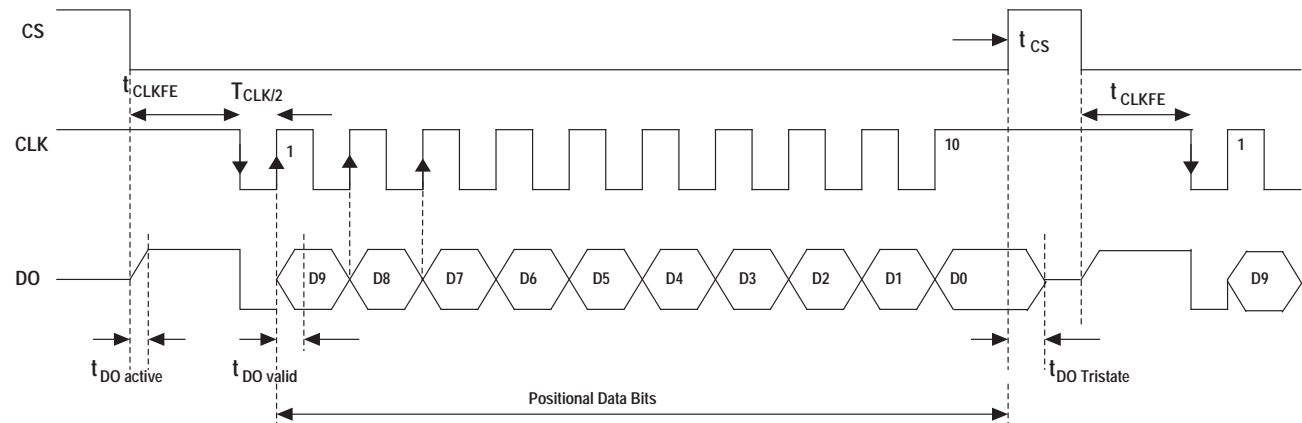 CS
t CS
t CLKFE
T CLK/2
t CLKFE
CLK
1
10
1
DO
D9
D8
D7
D6
D5
D4
D3
D2
D1
D0
D9
t DO active
t DO valid
t DO Tristate
Positional Data Bits